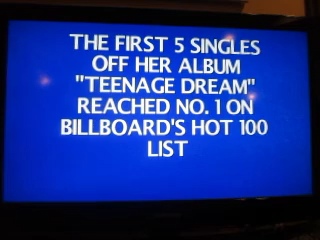 THE FIRST 5 SINGLES
OFF HER ALBUM
"TEENAGE DREAM"
REACHED NO. 1 ON
BILLBOARD'S HOT 100
LIST